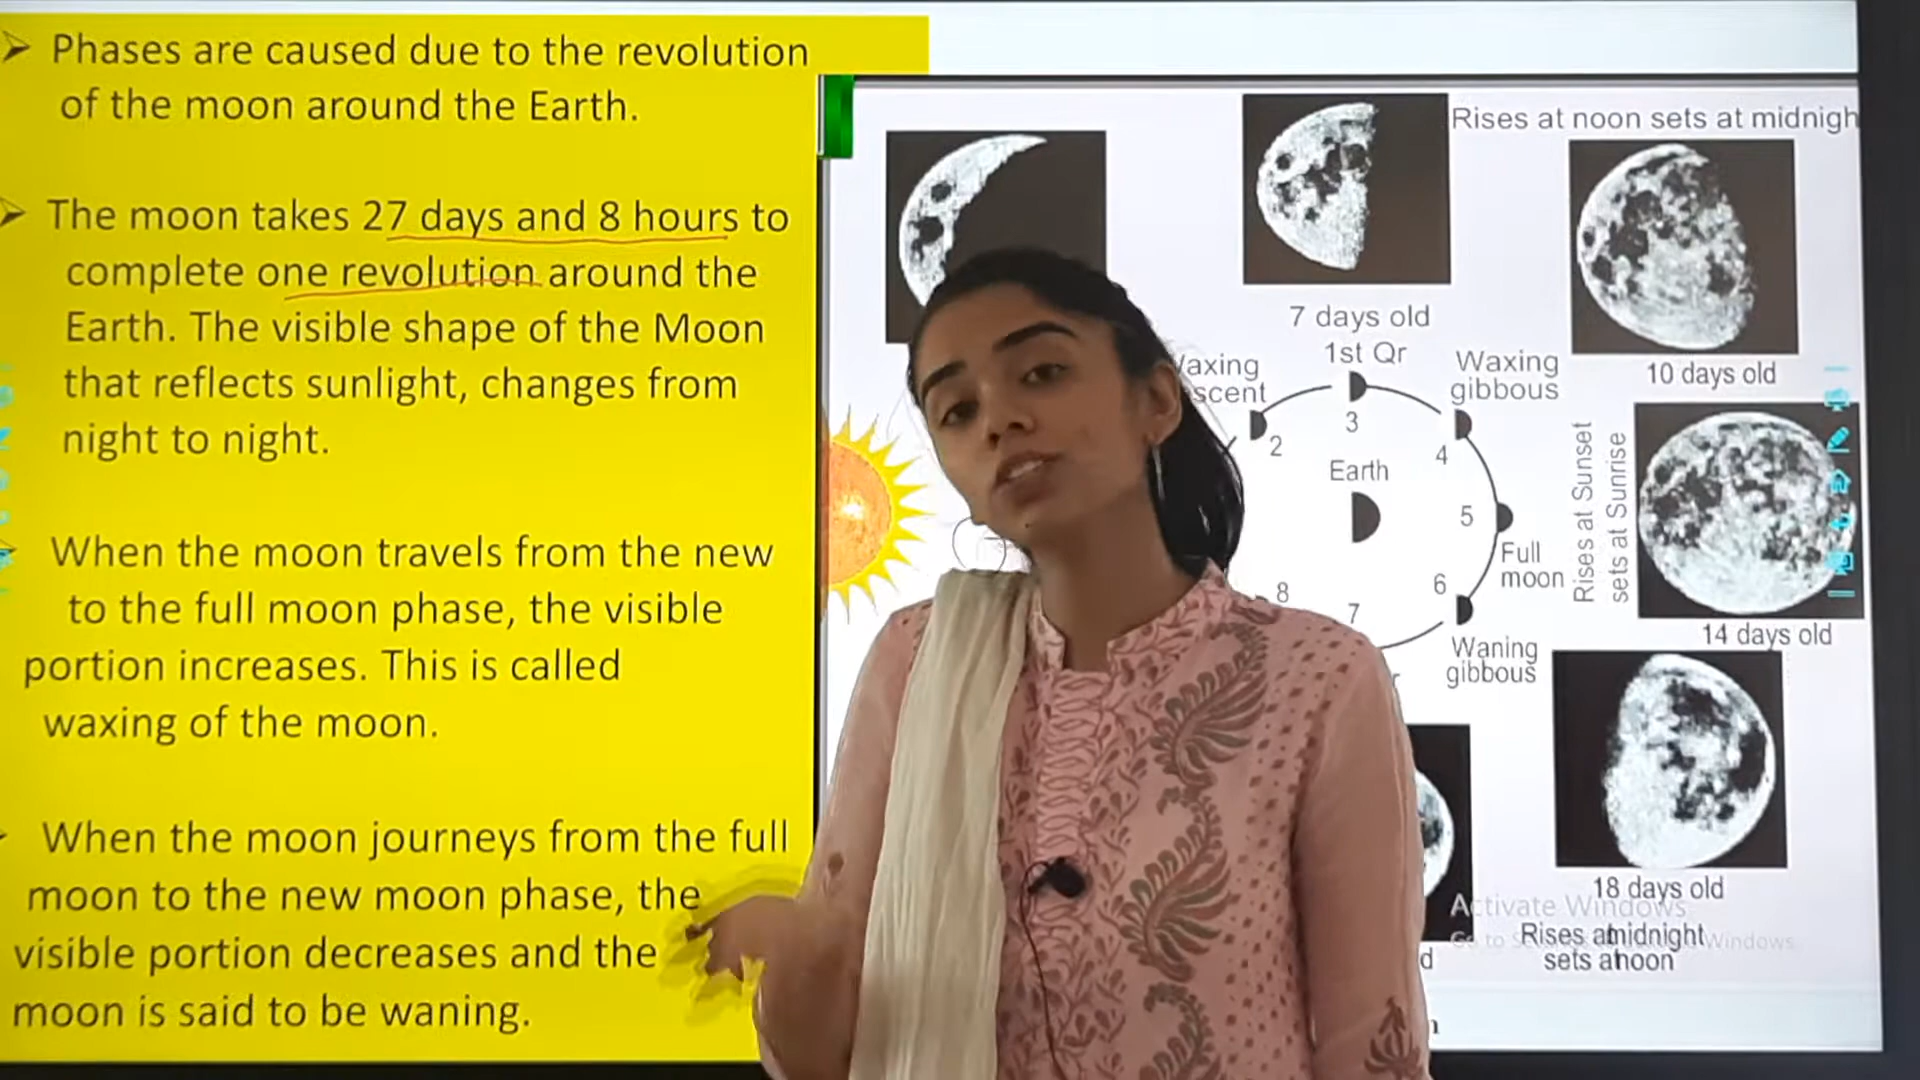 Phases are caused due to the revolution
of the moon around the Earth.
The moon takes 27 days and 8 hours to
complete one revolution around the
Earth. The visible shape of the Moon
that reflects sunlight, changes from
night to night.
When the moon travels from the new
to the full moon phase, the visible
portion increases. This is called
waxing of the moon.
When the moon journeys from the full
moon to the new moon phase, the
visible portion decreases and the
moon is said to be waning.
Rises at noon sets at midnigh
7 days old
1st Qr
Waxing
gibbous
10 days old
2
3
4
Earth
5
Full
moon
Rises at Sunset
sets at Sunrise
14 days old
6
7
8
Waning
gibbous
18 days old
Activate Windows
Rises at midnight
sets at noon